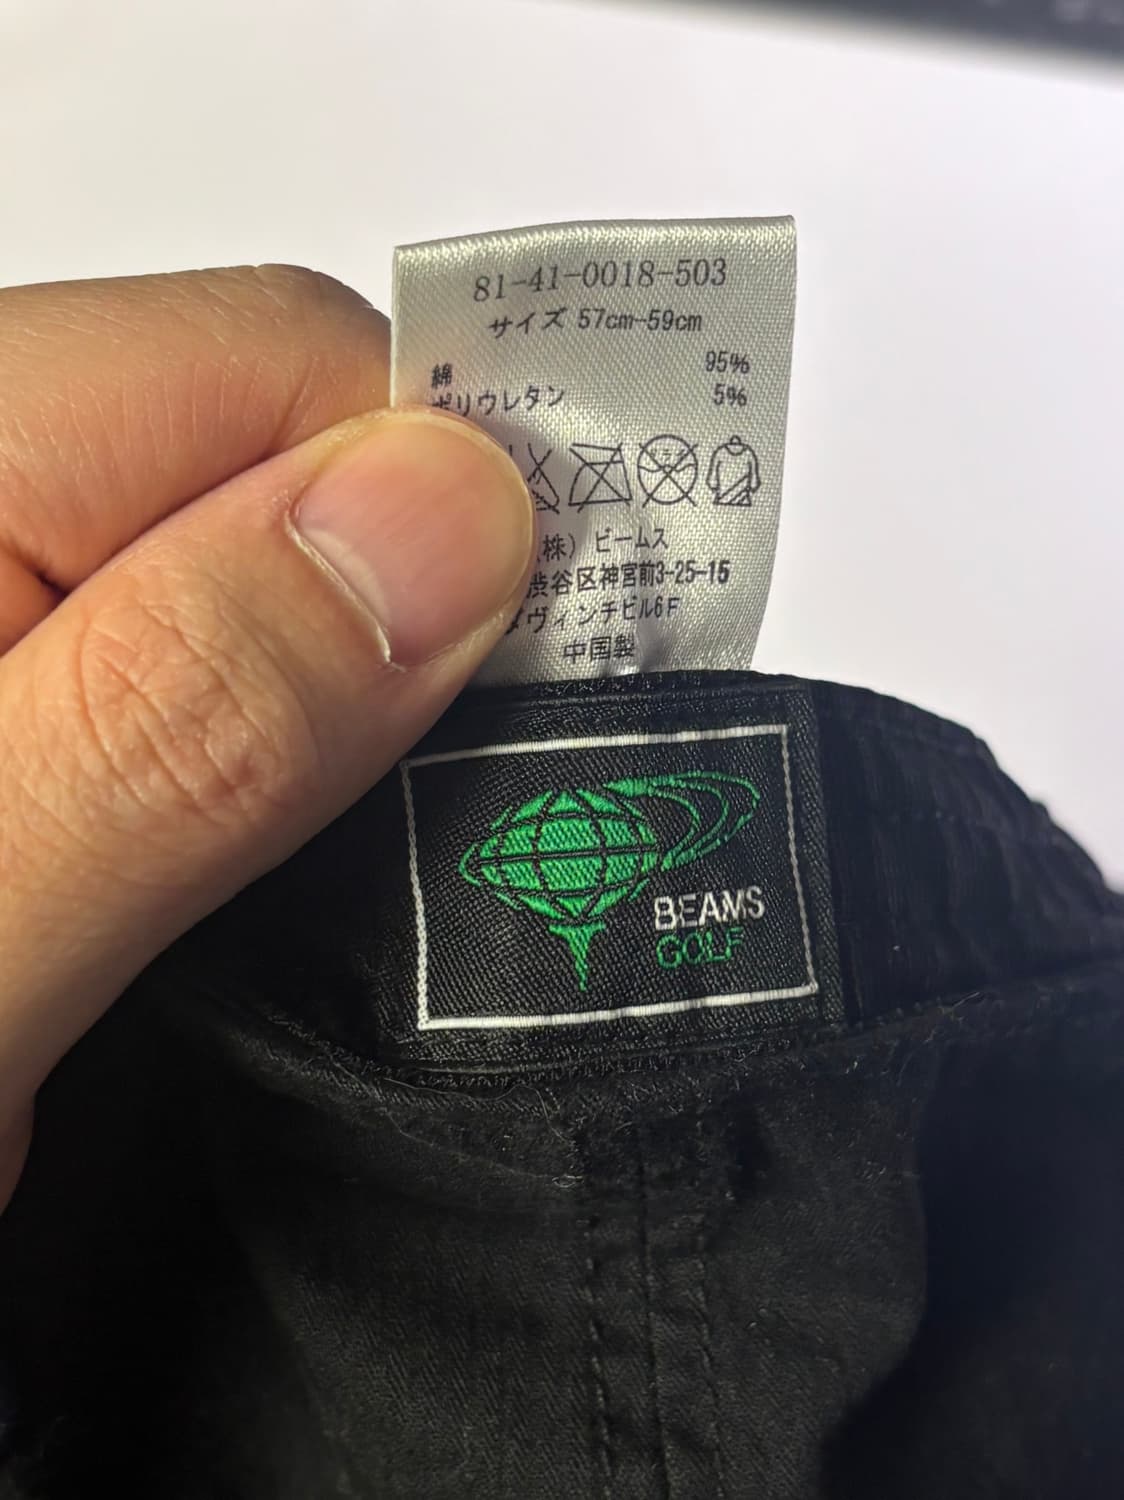 81-41-0018-503
サイズ 57cm-59cm
綿 95%
ポリウレタン 5%
(株) ビームス
渋谷区神宮前3-25-15
ダヴィンチビル6F
中国製
BEAMS
GOLF